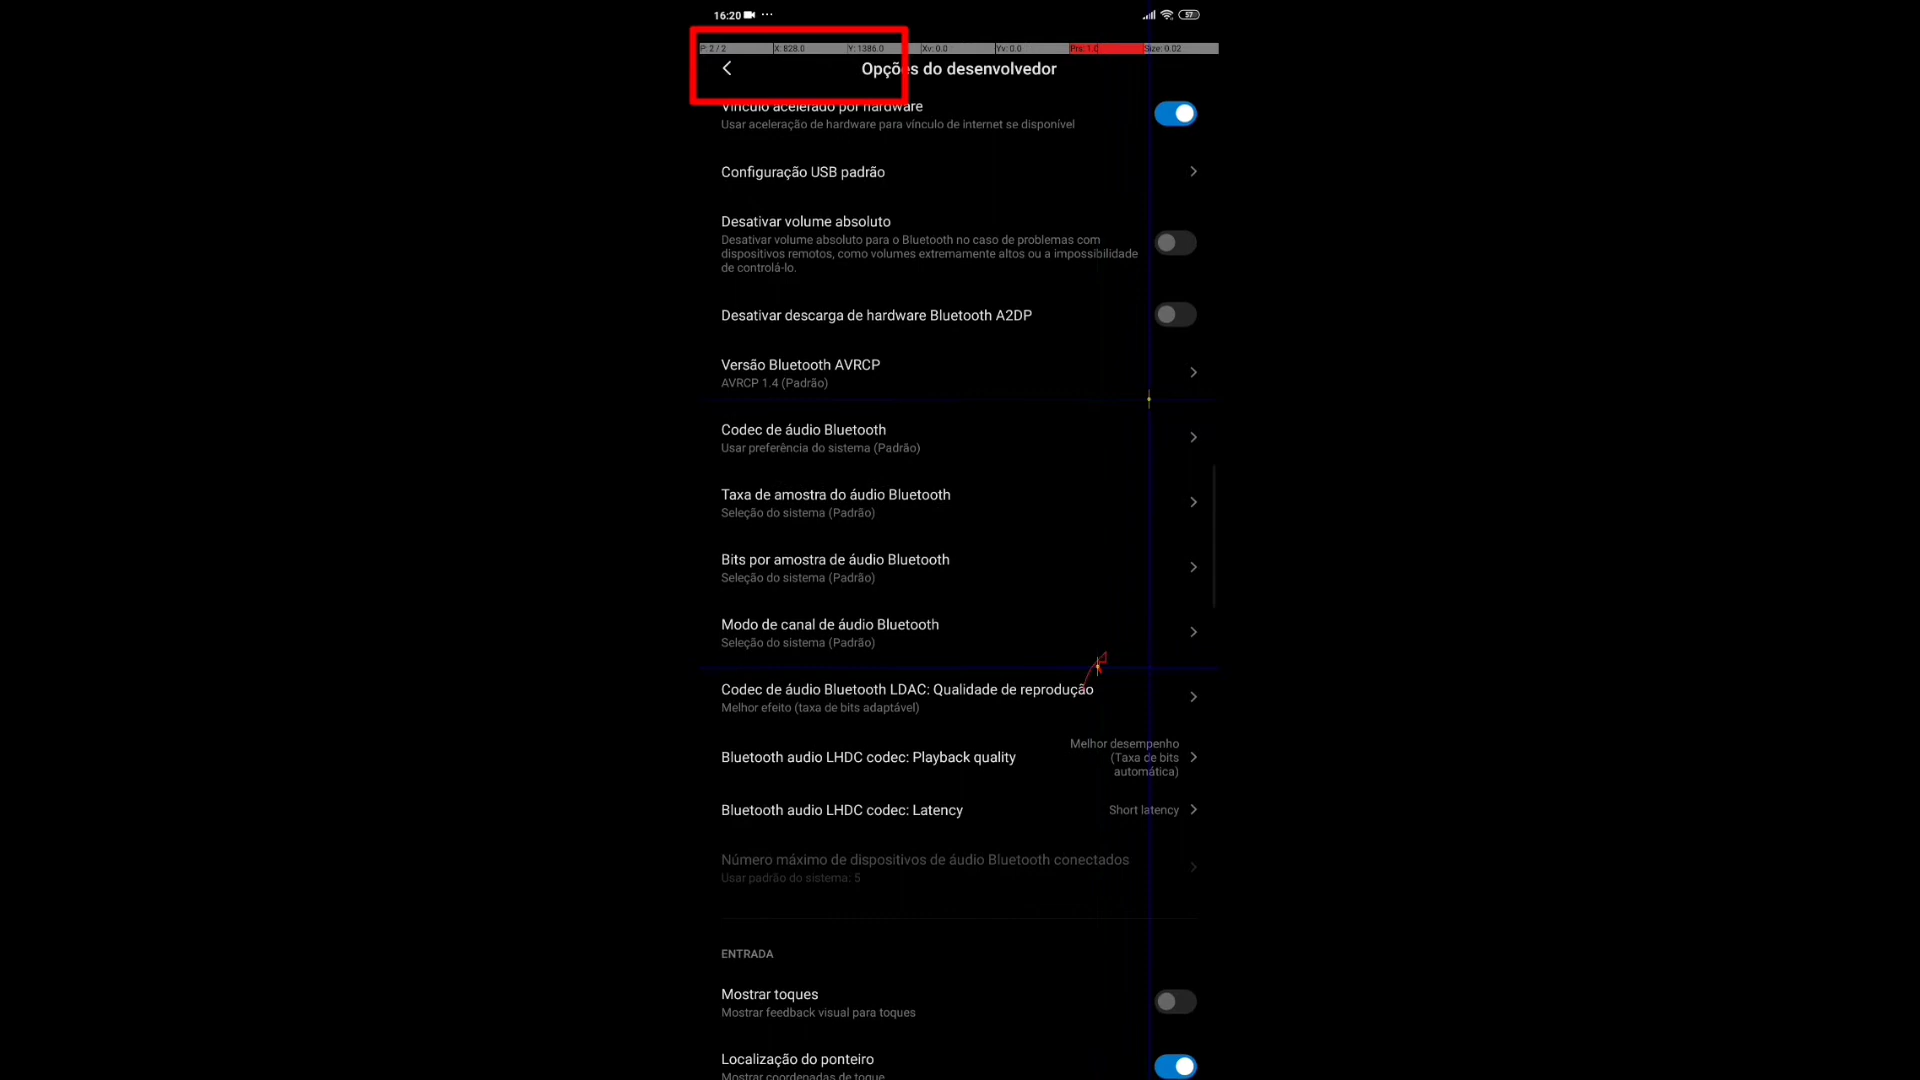 16:20 ...
57
P: 2 / 2 X: 828.0 Y: 1386.0 Xv: 0.0 Yv: 0.0 Prs: 1.0 Size: 0.02
Opções do desenvolvedor
Vínculo acelerado por hardware
Usar aceleração de hardware para vínculo de internet se disponível
Configuração USB padrão
Desativar volume absoluto
Desativar volume absoluto para o Bluetooth no caso de problemas com
dispositivos remotos, como volumes extremamente altos ou a impossibilidade
de controlá-lo.
Desativar descarga de hardware Bluetooth A2DP
Versão Bluetooth AVRCP
AVRCP 1.4 (Padrão)
Codec de áudio Bluetooth
Usar preferência do sistema (Padrão)
Taxa de amostra do áudio Bluetooth
Seleção do sistema (Padrão)
Bits por amostra de áudio Bluetooth
Seleção do sistema (Padrão)
Modo de canal de áudio Bluetooth
Seleção do sistema (Padrão)
Codec de áudio Bluetooth LDAC: Qualidade de reprodução
Melhor efeito (taxa de bits adaptável)
Bluetooth audio LHDC codec: Playback quality
Melhor desempenho
(Taxa de bits
automática)
Bluetooth audio LHDC codec: Latency
Short latency
Número máximo de dispositivos de áudio Bluetooth conectados
Usar padrão do sistema: 5
ENTRADA
Mostrar toques
Mostrar feedback visual para toques
Localização do ponteiro
Mostrar coordenadas de toque